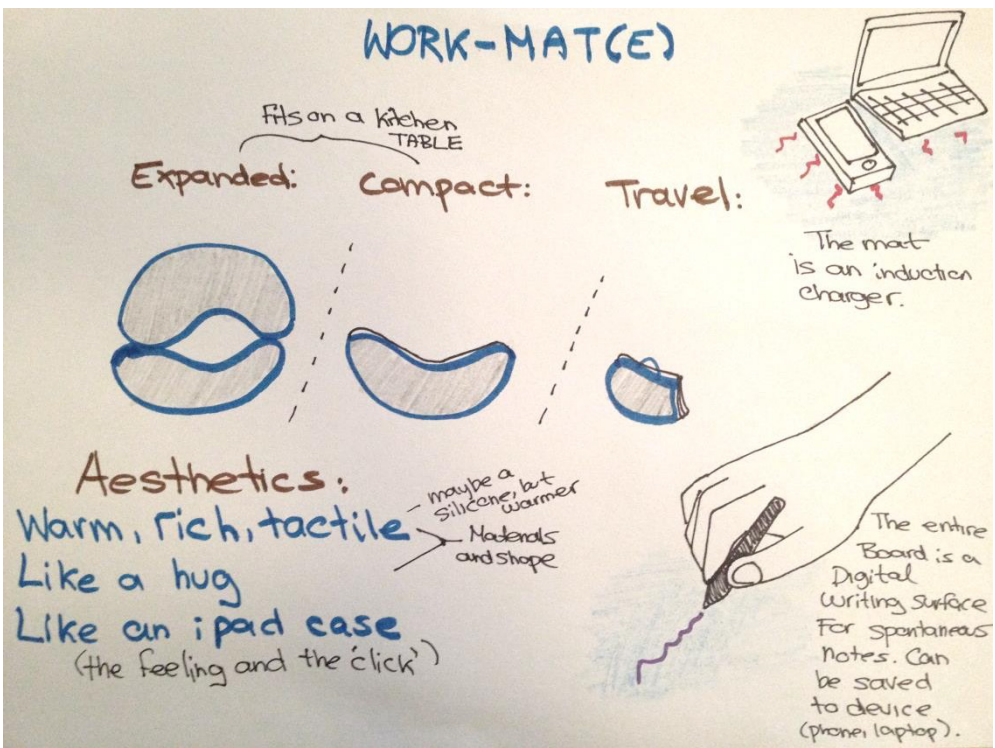 WORK-MAT(E)
Fits on a kitchen
TABLE
Expanded:
Compact:
Travel:
The mat
is an induction
charger.
Aesthetics:
Warm, rich, tactile
Like a hug
Like an ipad case
(the feeling and the 'click')
- maybe a
silicone, but
warmer
- Materials
and shape
The entire
Board is a
Digital
writing surface
For spontaneous
notes. Can
be saved
to device
(phone, laptop).